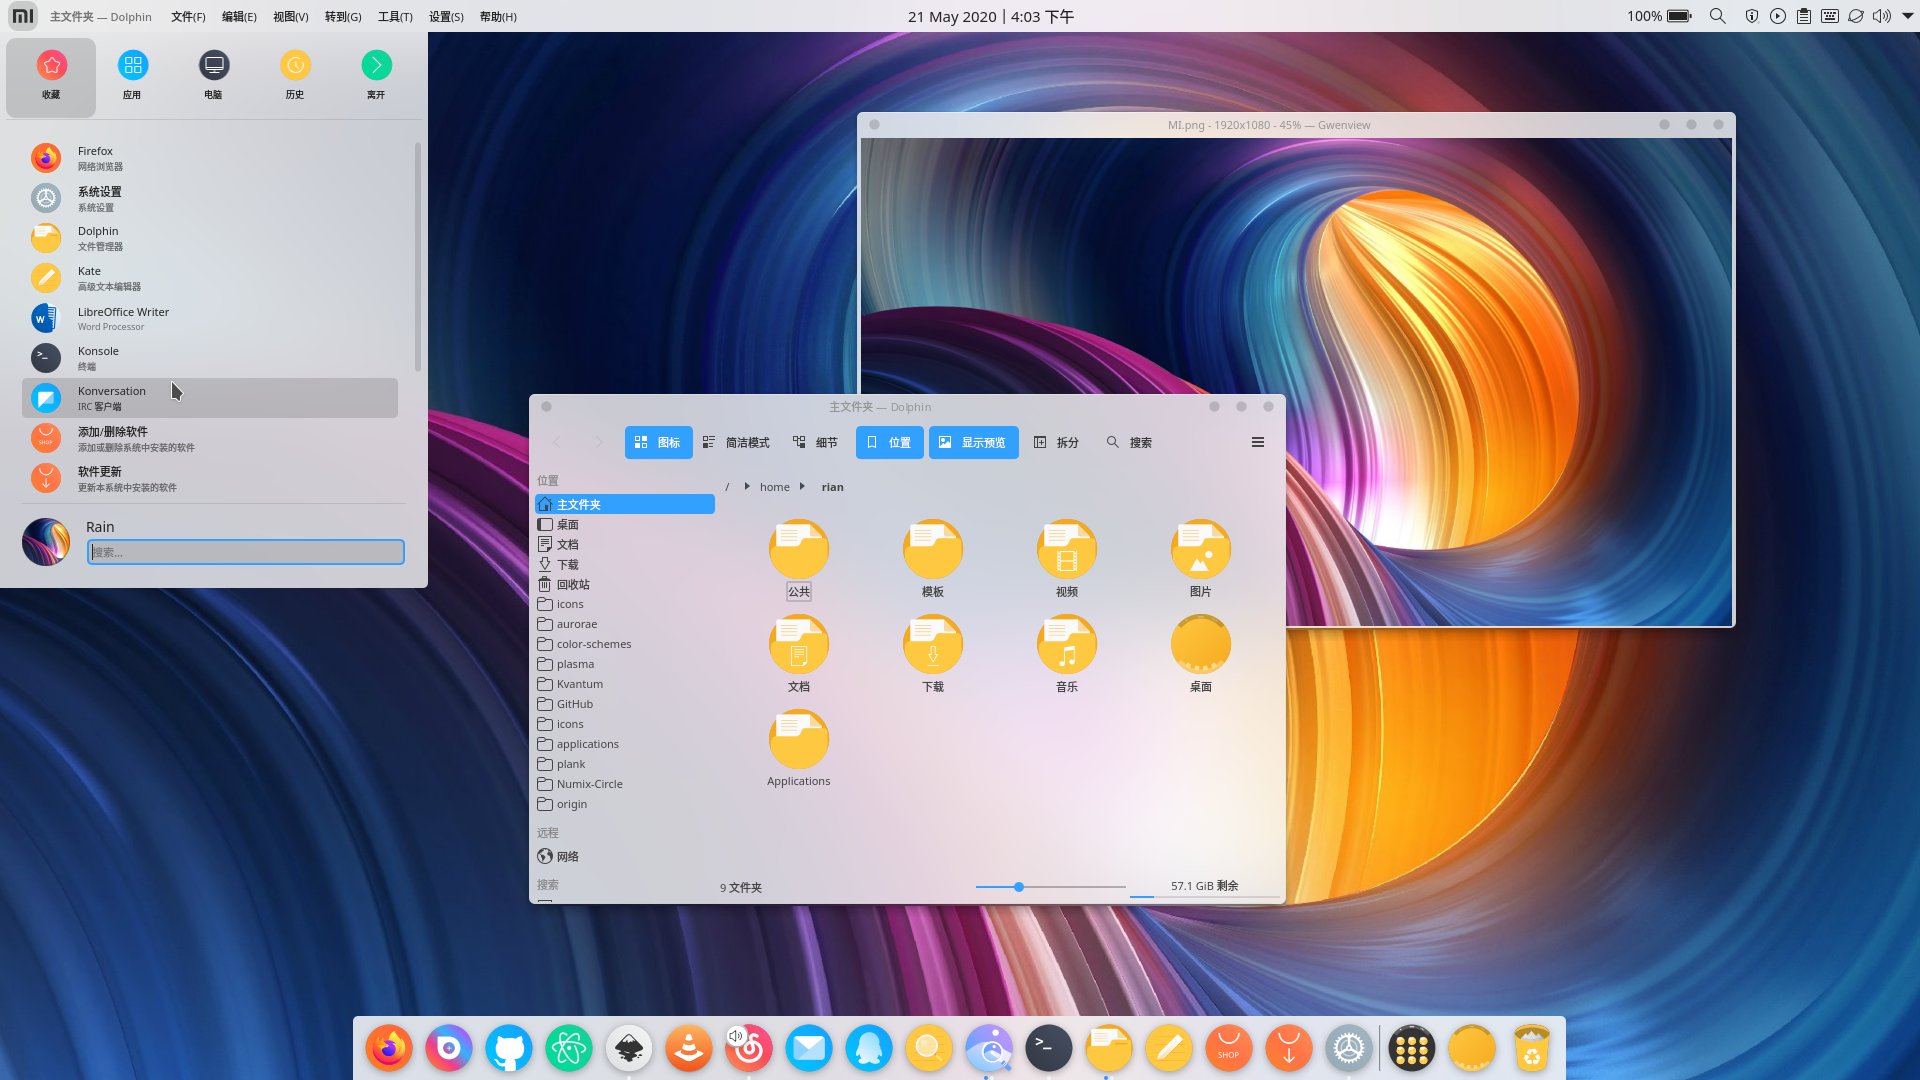 MI 主文件夹 — Dolphin 文件(F) 编辑(E) 视图(V) 转到(G) 工具(T) 设置(S) 帮助(H) 21 May 2020 | 4:03 下午 100%
收藏 应用 电脑 历史 离开
Firefox
网络浏览器
系统设置
系统设置
Dolphin
文件管理器
Kate
高级文本编辑器
W
LibreOffice Writer
Word Processor
>_
Konsole
终端
Konversation
IRC 客户端
SHOP
添加/删除软件
添加或删除系统中安装的软件
软件更新
更新本系统中安装的软件
Rain
搜索...
MI.png - 1920x1080 - 45% — Gwenview
主文件夹 — Dolphin
图标 简洁模式 细节 位置 显示预览 拆分 搜索
位置
主文件夹
桌面
文档
下载
回收站
icons
aurorae
color-schemes
plasma
Kvantum
GitHub
icons
applications
plank
Numix-Circle
origin
远程
网络
搜索
/ home rian
公共 模板 视频 图片
文档 下载 音乐 桌面
Applications
9 文件夹 57.1 GiB 剩余
>_ SHOP